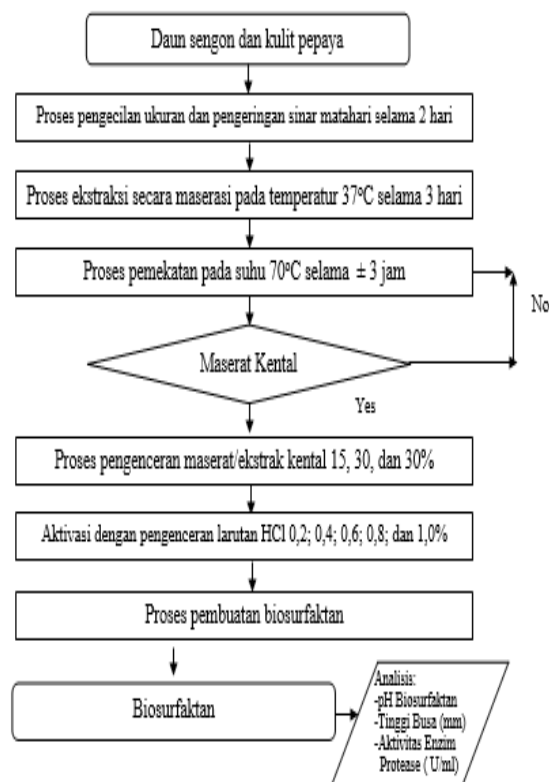 Daun sengon dan kulit pepaya
Proses pengecilan ukuran dan pengeringan sinar matahari selama 2 hari
Proses ekstraksi secara maserasi pada temperatur 37°C selama 3 hari
Proses pemekatan pada suhu 70°C selama ± 3 jam
No
Maserat Kental
Yes
Proses pengenceran maserat/ekstrak kental 15, 30, dan 30%
Aktivasi dengan pengenceran larutan HCl 0,2; 0,4; 0,6; 0,8; dan 1,0%
Proses pembuatan biosurfaktan
Biosurfaktan
Analisis:
-pH Biosurfaktan
-Tinggi Busa (mm)
-Aktivitas Enzim
Protease ( U/ml)